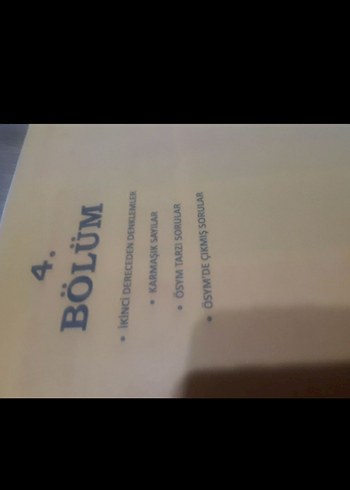 4.
BÖLÜM
• İKİNCİ DERECEDEN DENKLEMLER
• KARMAŞIK SAYILAR
• ÖSYM TARZI SORULAR
• ÖSYM'DE ÇIKMIŞ SORULAR